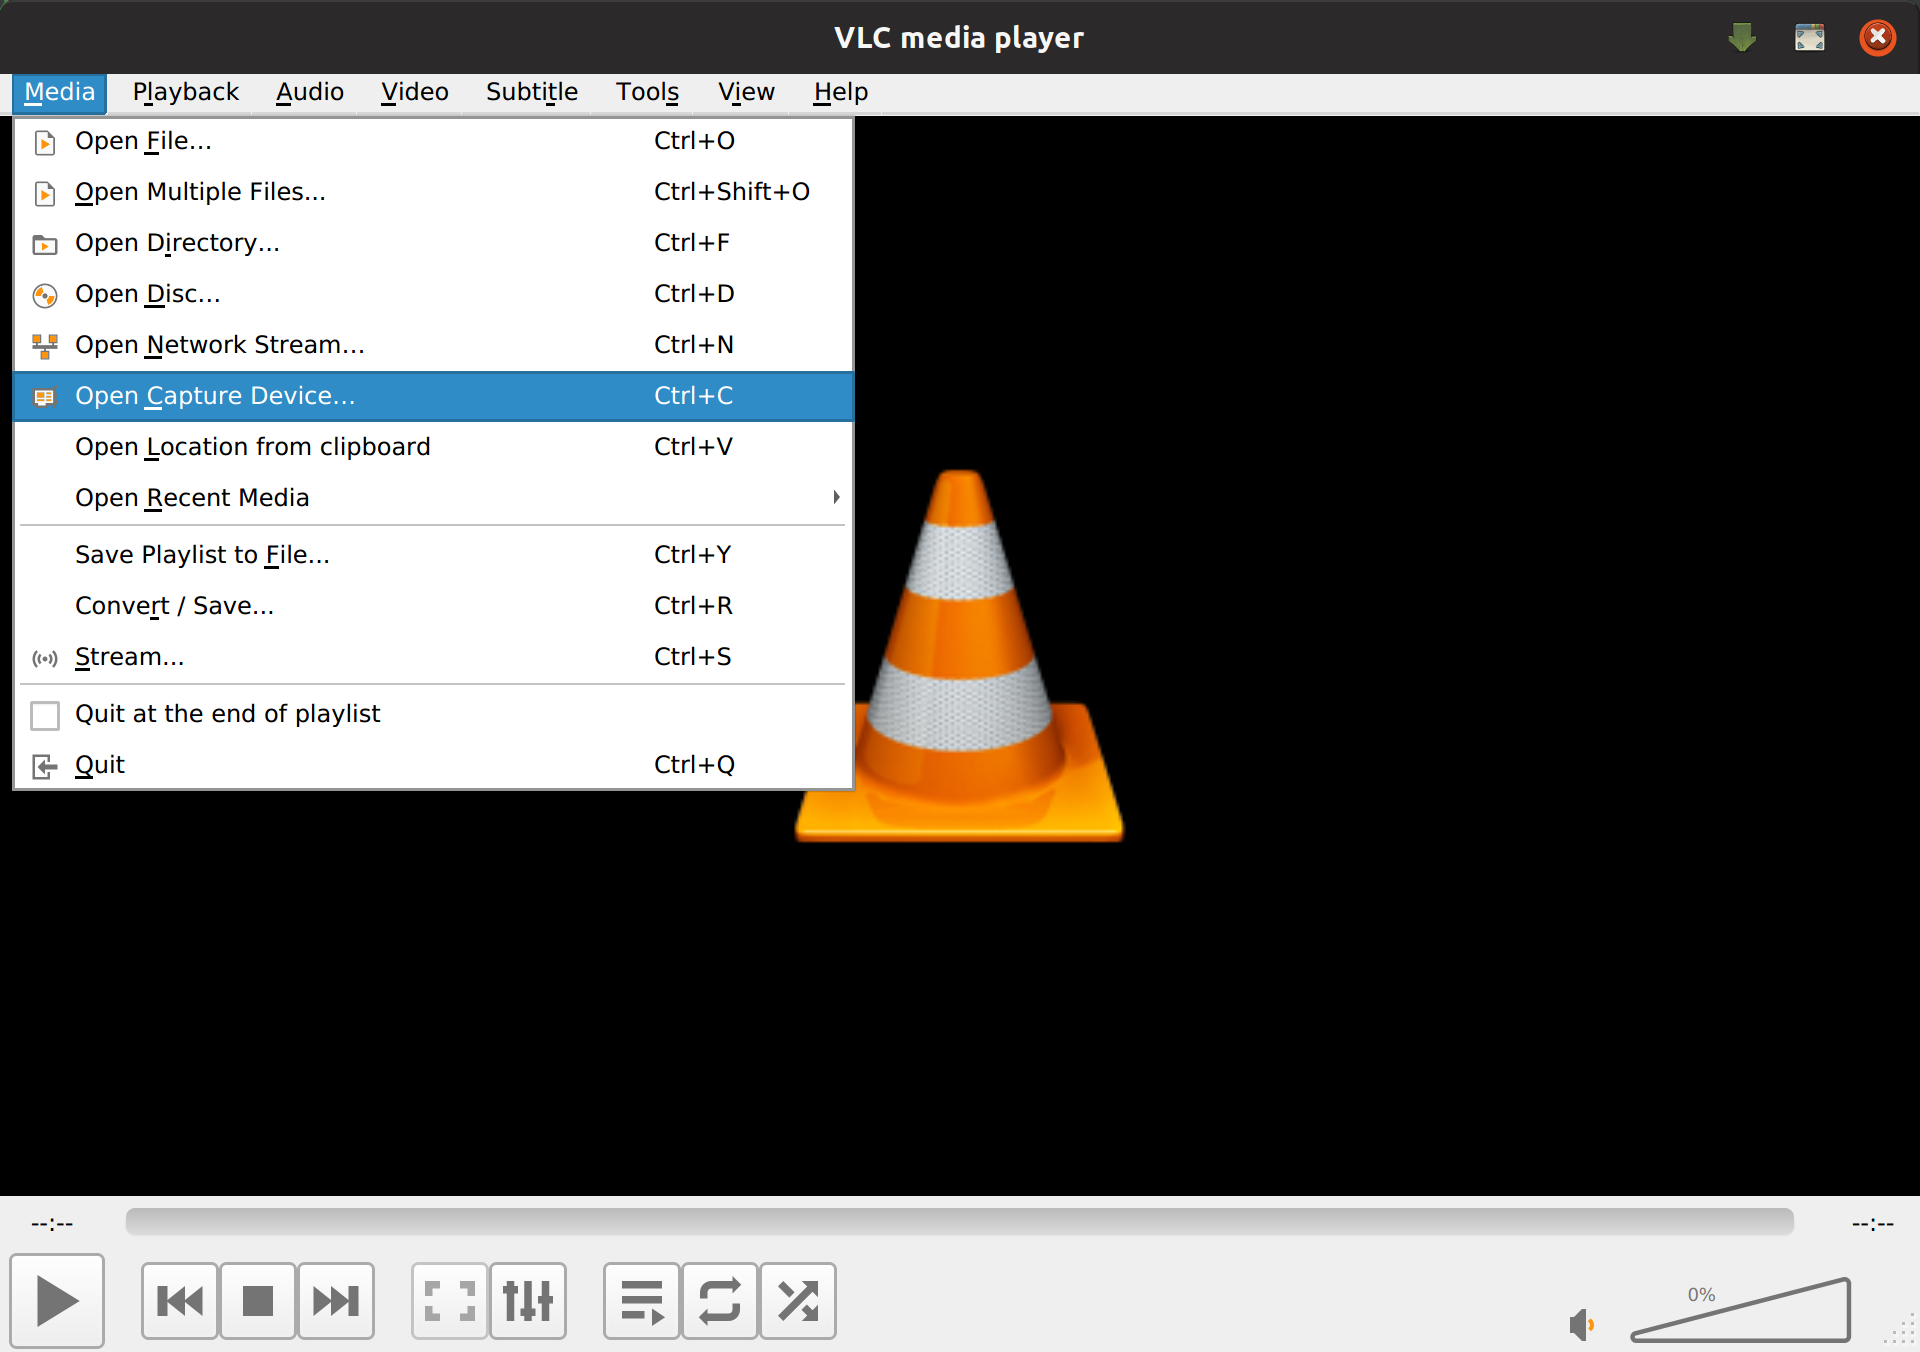 VLC media player
Media Playback Audio Video Subtitle Tools View Help
Open File... Ctrl+O
Open Multiple Files... Ctrl+Shift+O
Open Directory... Ctrl+F
Open Disc... Ctrl+D
Open Network Stream... Ctrl+N
Open Capture Device... Ctrl+C
Open Location from clipboard Ctrl+V
Open Recent Media
Save Playlist to File... Ctrl+Y
Convert / Save... Ctrl+R
Stream... Ctrl+S
Quit at the end of playlist
Quit Ctrl+Q
--:-- --:--
0%